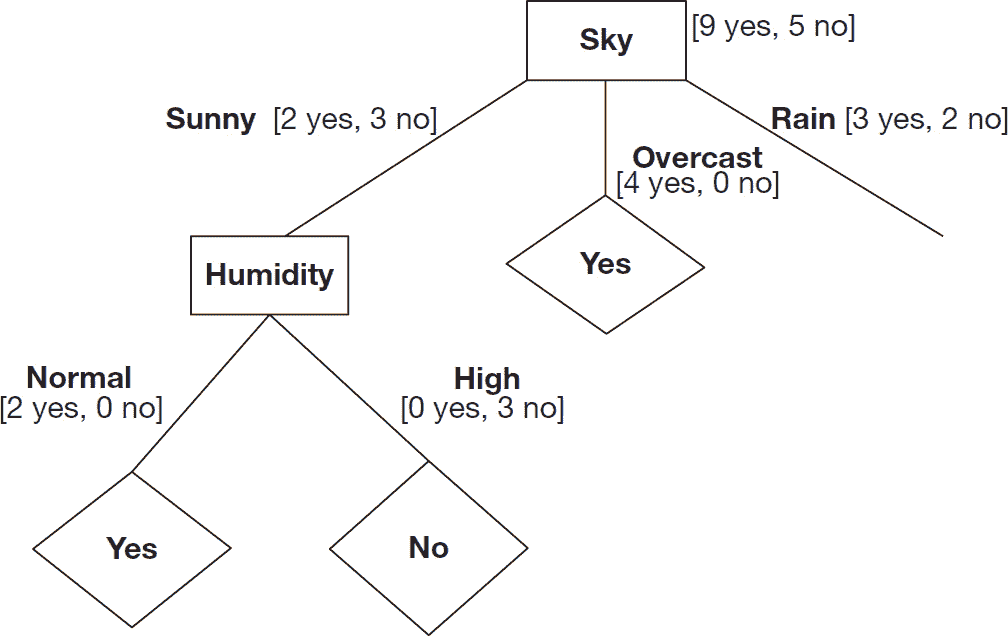 Sky [9 yes, 5 no]
Sunny [2 yes, 3 no]
Rain [3 yes, 2 no]
Overcast
[4 yes, 0 no]
Humidity
Yes
Normal
[2 yes, 0 no]
High
[0 yes, 3 no]
Yes
No